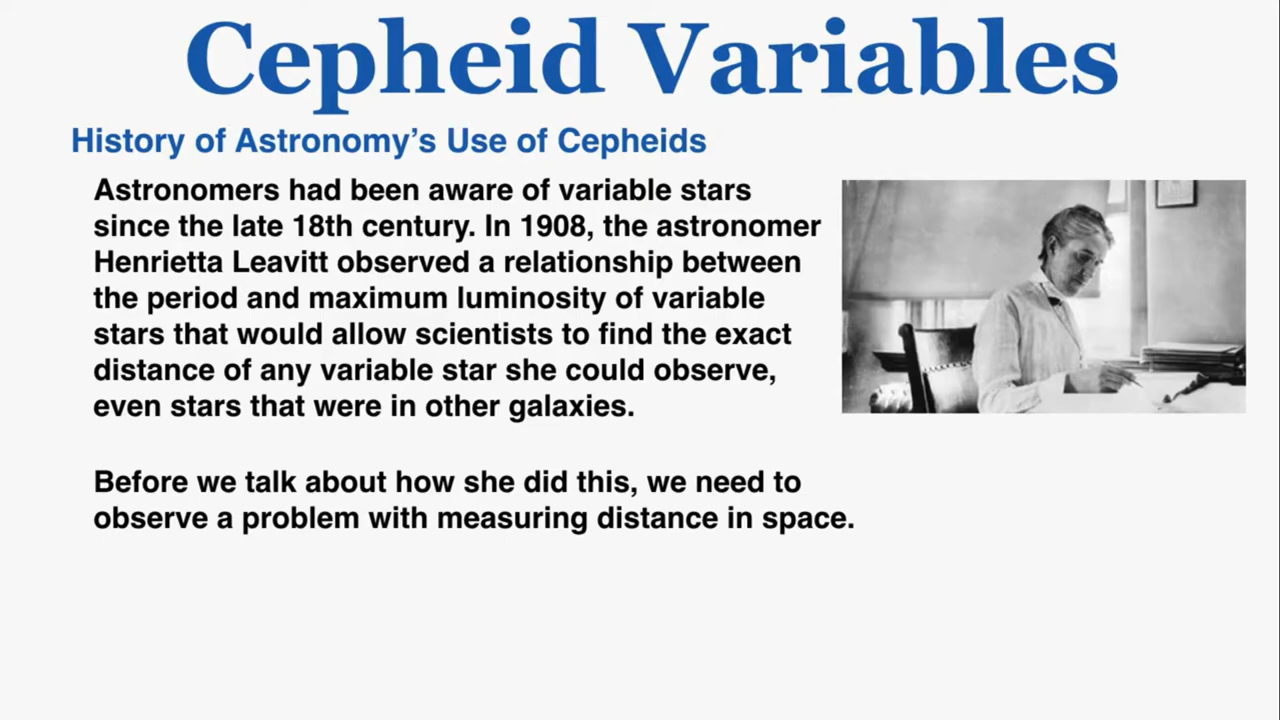 Cepheid Variables
History of Astronomy’s Use of Cepheids
Astronomers had been aware of variable stars
since the late 18th century. In 1908, the astronomer
Henrietta Leavitt observed a relationship between
the period and maximum luminosity of variable
stars that would allow scientists to find the exact
distance of any variable star she could observe,
even stars that were in other galaxies.
Before we talk about how she did this, we need to
observe a problem with measuring distance in space.